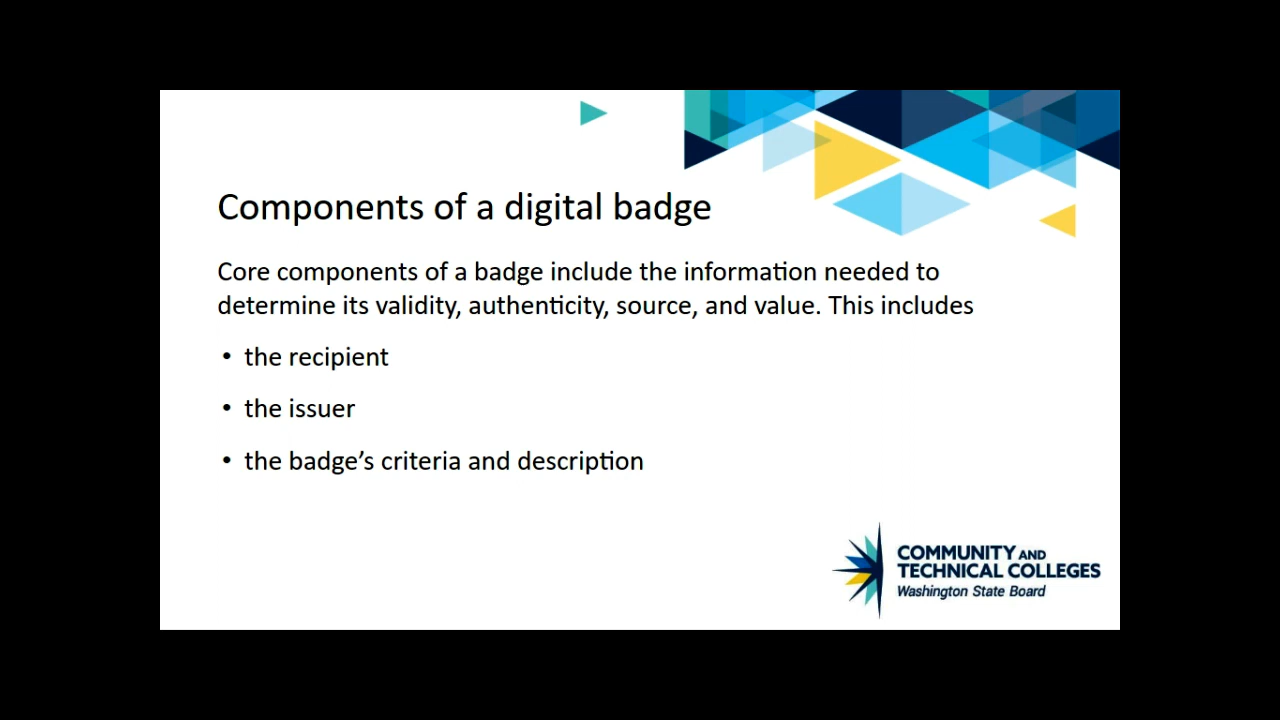 Components of a digital badge
Core components of a badge include the information needed to
determine its validity, authenticity, source, and value. This includes
• the recipient
• the issuer
• the badge’s criteria and description
COMMUNITY AND
TECHNICAL COLLEGES
Washington State Board